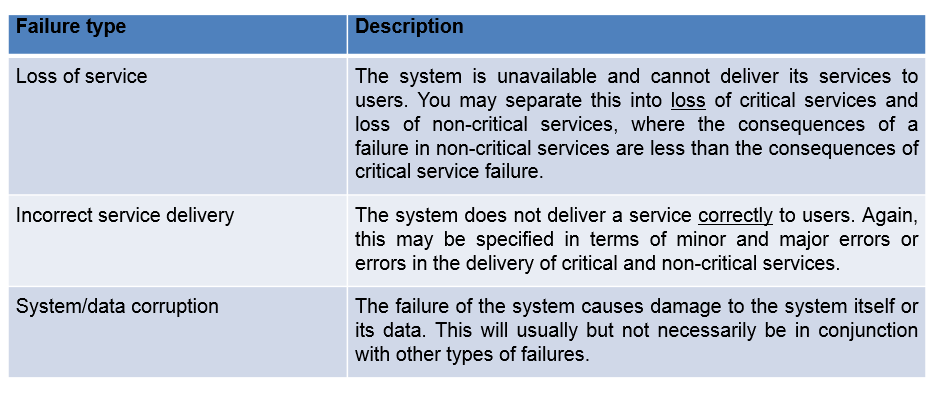 Failure type Description
Loss of service The system is unavailable and cannot deliver its services to
users. You may separate this into loss of critical services and
loss of non-critical services, where the consequences of a
failure in non-critical services are less than the consequences of
critical service failure.
Incorrect service delivery The system does not deliver a service correctly to users. Again,
this may be specified in terms of minor and major errors or
errors in the delivery of critical and non-critical services.
System/data corruption The failure of the system causes damage to the system itself or
its data. This will usually but not necessarily be in conjunction
with other types of failures.